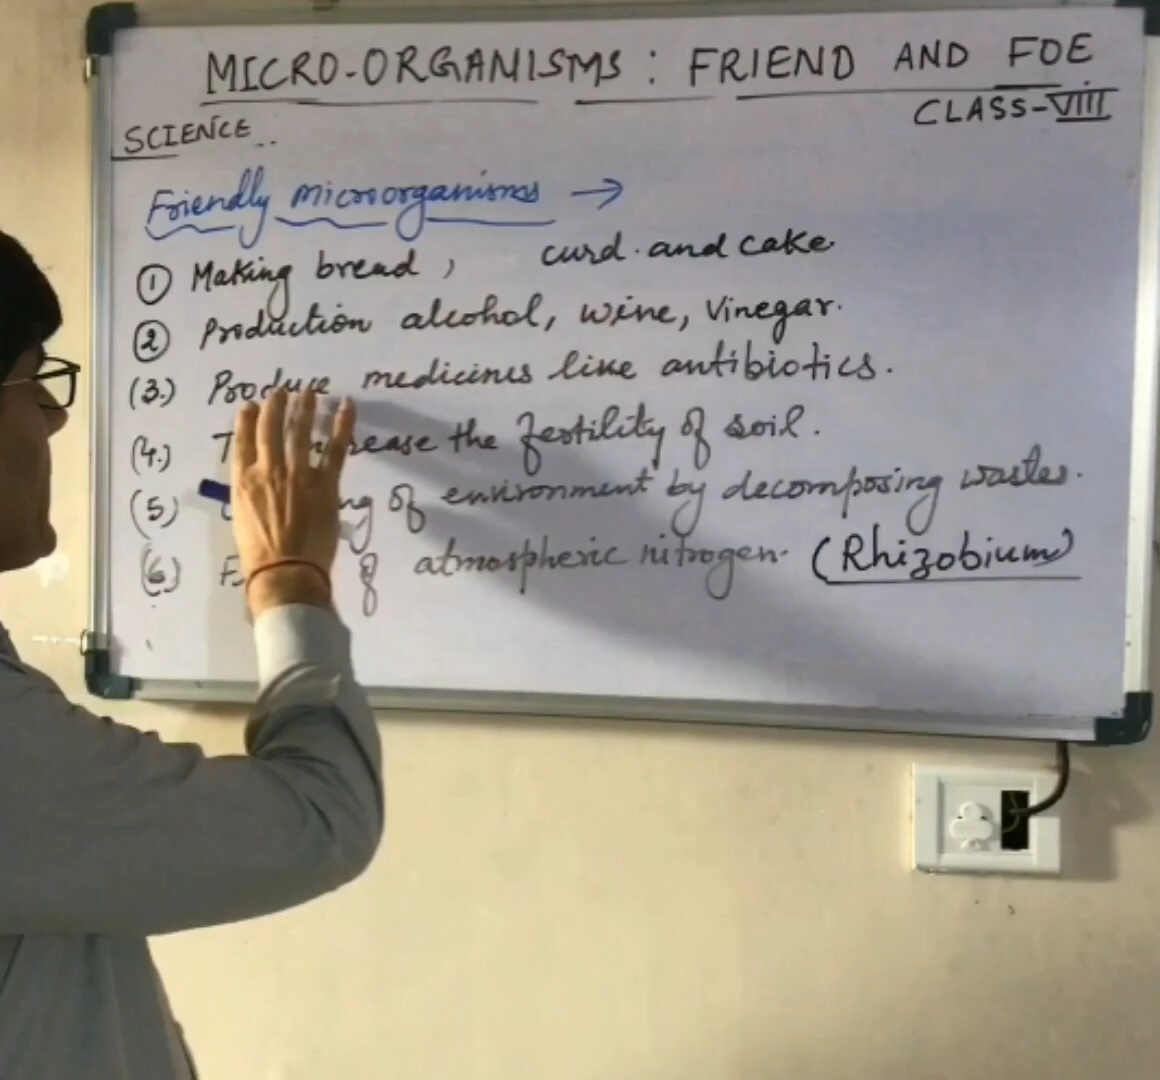 MICRO-ORGANISMS : FRIEND AND FOE
CLASS-VIII
SCIENCE..
Friendly microorganisms →
① Making bread, curd.and cake
② Production alcohol, wine, Vinegar.
(3.) Produce medicines like antibiotics.
(4.) the fertility of soil.
(5) of environment by decomposing wastes.
(6) of atmospheric nitrogen. (Rhizobium)